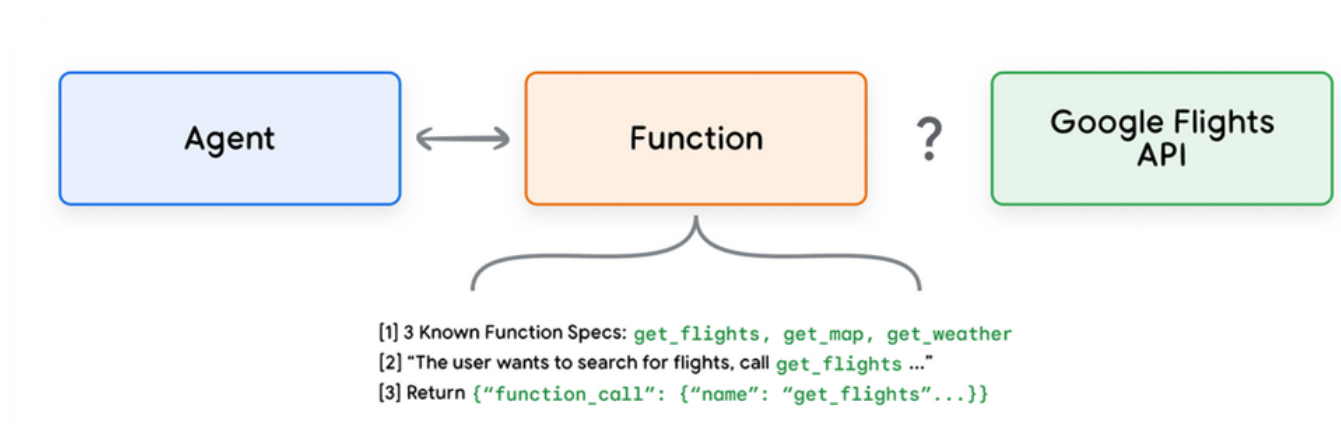 Agent
Function
?
Google Flights
API
[1] 3 Known Function Specs: get_flights, get_map, get_weather
[2] “The user wants to search for flights, call get_flights ...”
[3] Return {“function_call”: {“name”: “get_flights”...}}